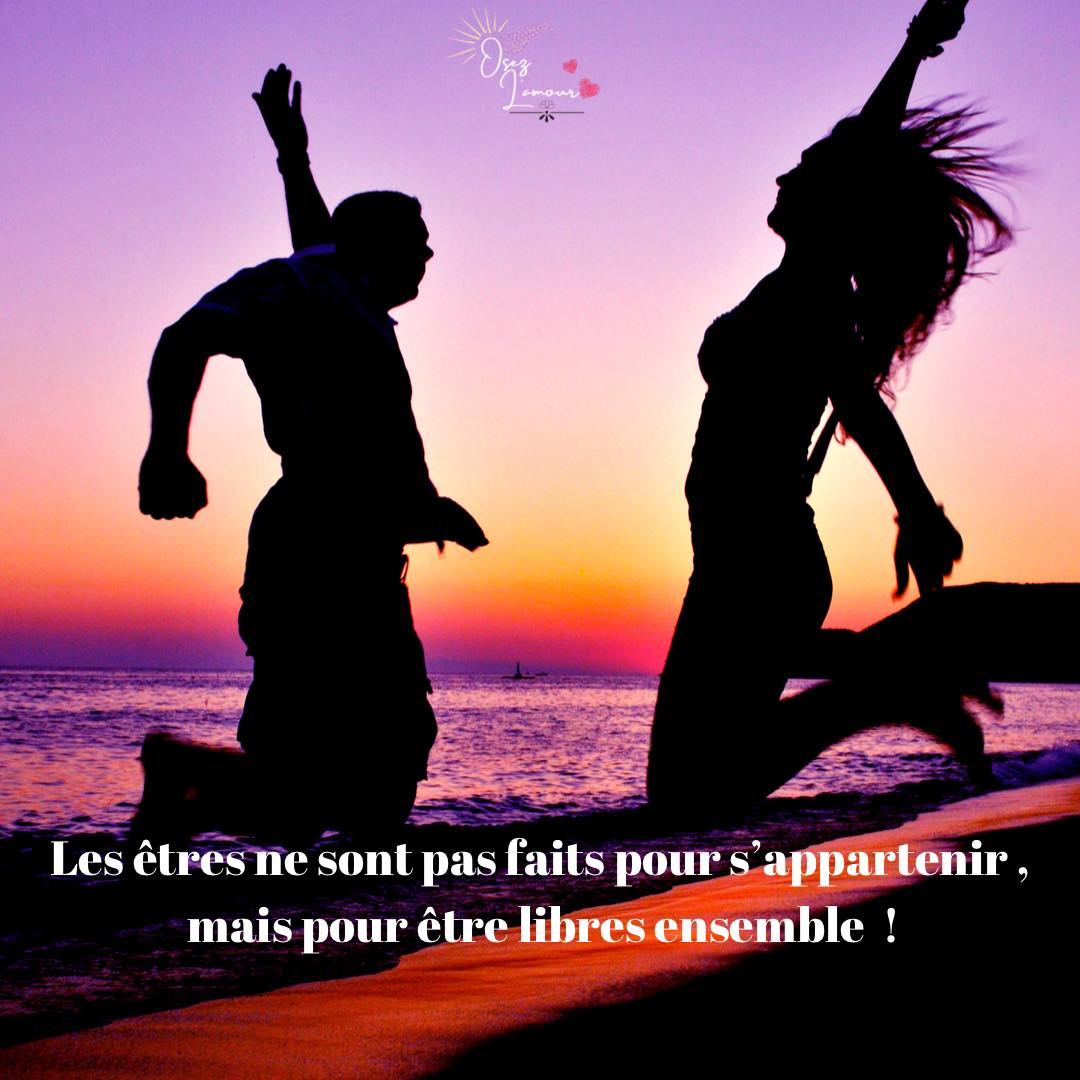 Osez
L'amour
Les êtres ne sont pas faits pour s’appartenir ,
mais pour être libres ensemble  !